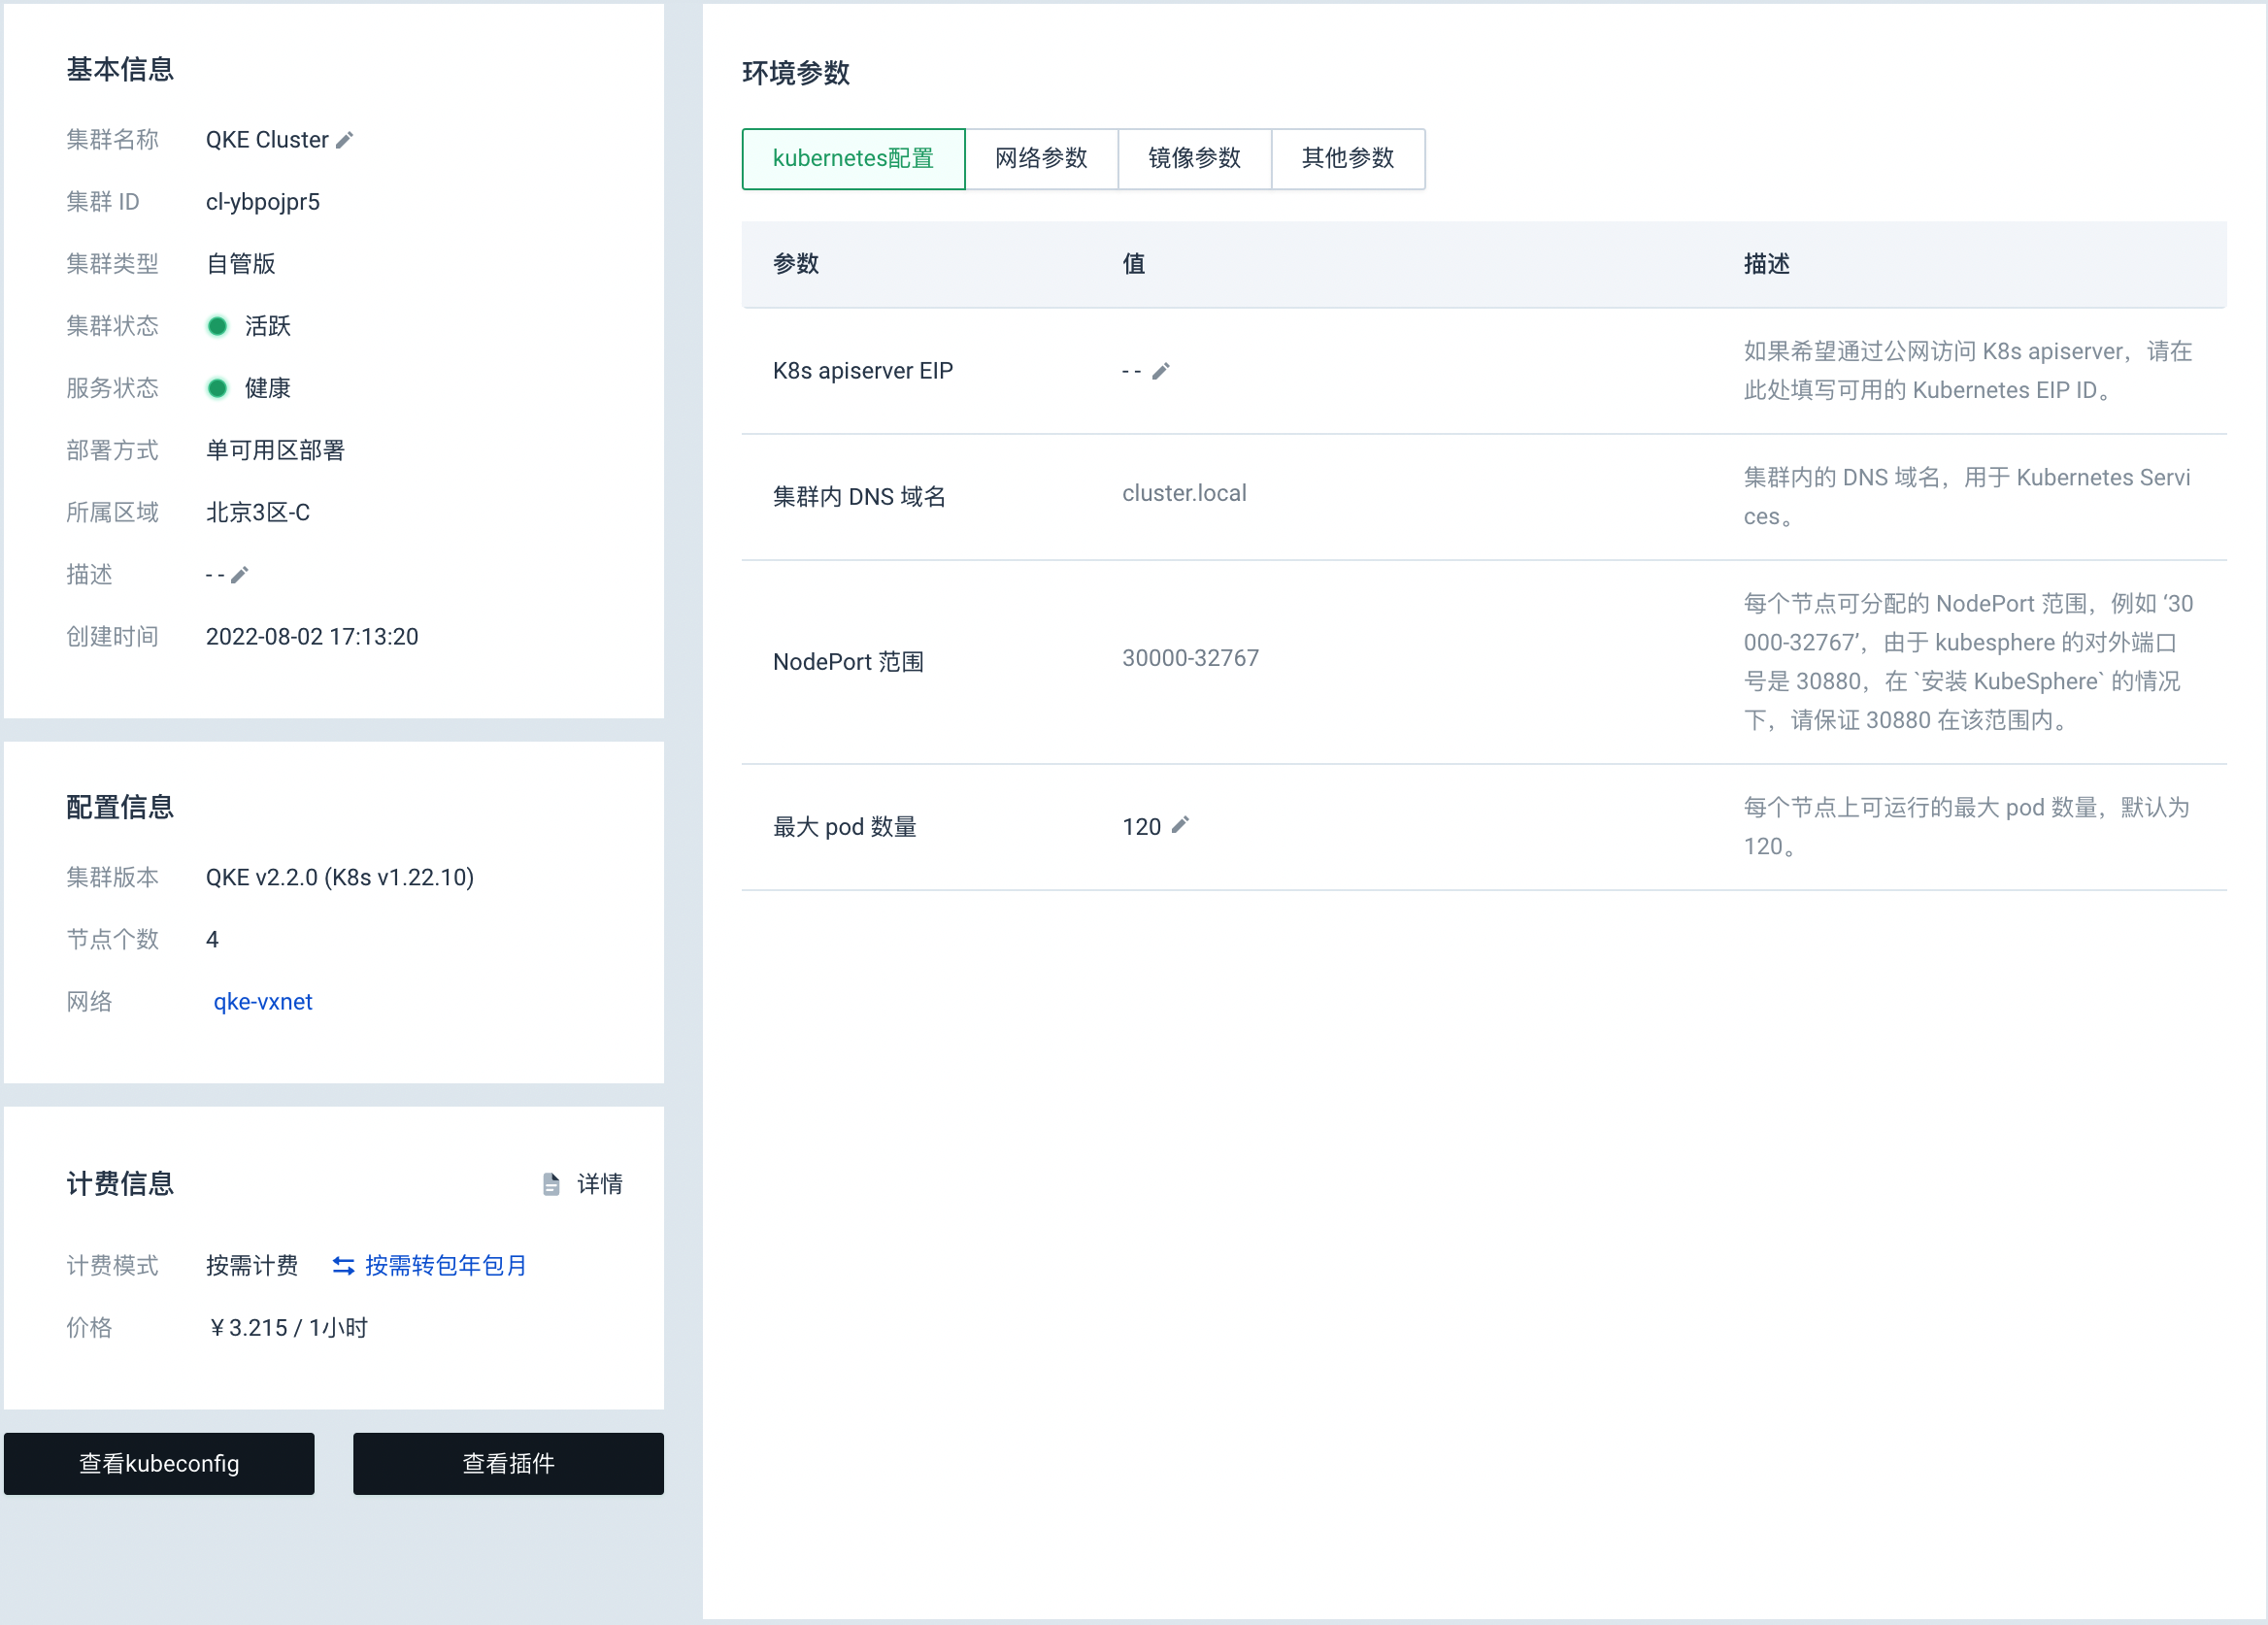 基本信息
集群名称 QKE Cluster
集群 ID cl-ybpojpr5
集群类型 自管版
集群状态 活跃
服务状态 健康
部署方式 单可用区部署
所属区域 北京3区-C
描述 - -
创建时间 2022-08-02 17:13:20
配置信息
集群版本 QKE v2.2.0 (K8s v1.22.10)
节点个数 4
网络 qke-vxnet
计费信息 详情
计费模式 按需计费 按需转包年包月
价格 ¥3.215 / 1小时
查看kubeconfig 查看插件
环境参数
kubernetes配置 网络参数 镜像参数 其他参数
参数 值 描述
K8s apiserver EIP - - 如果希望通过公网访问 K8s apiserver，请在
此处填写可用的 Kubernetes EIP ID。
集群内 DNS 域名 cluster.local 集群内的 DNS 域名，用于 Kubernetes Servi
ces。
NodePort 范围 30000-32767 每个节点可分配的 NodePort 范围，例如 ‘30
000-32767’，由于 kubesphere 的对外端口
号是 30880，在 `安装 KubeSphere` 的情况
下，请保证 30880 在该范围内。
最大 pod 数量 120 每个节点上可运行的最大 pod 数量，默认为
120。